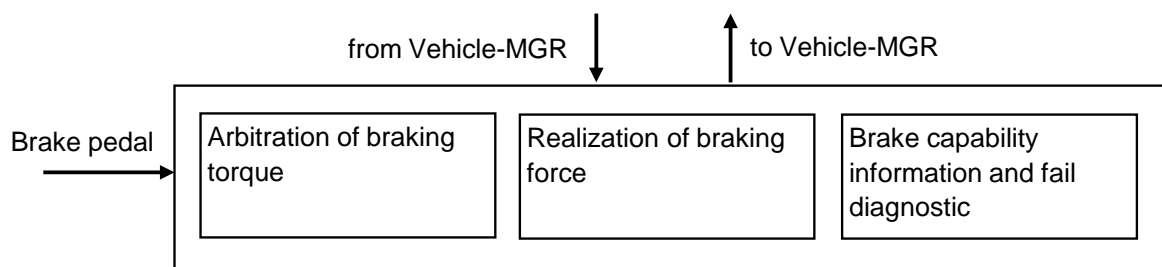 from Vehicle-MGR
to Vehicle-MGR
Brake pedal
Arbitration of braking
torque
Realization of braking
force
Brake capability
information and fail
diagnostic